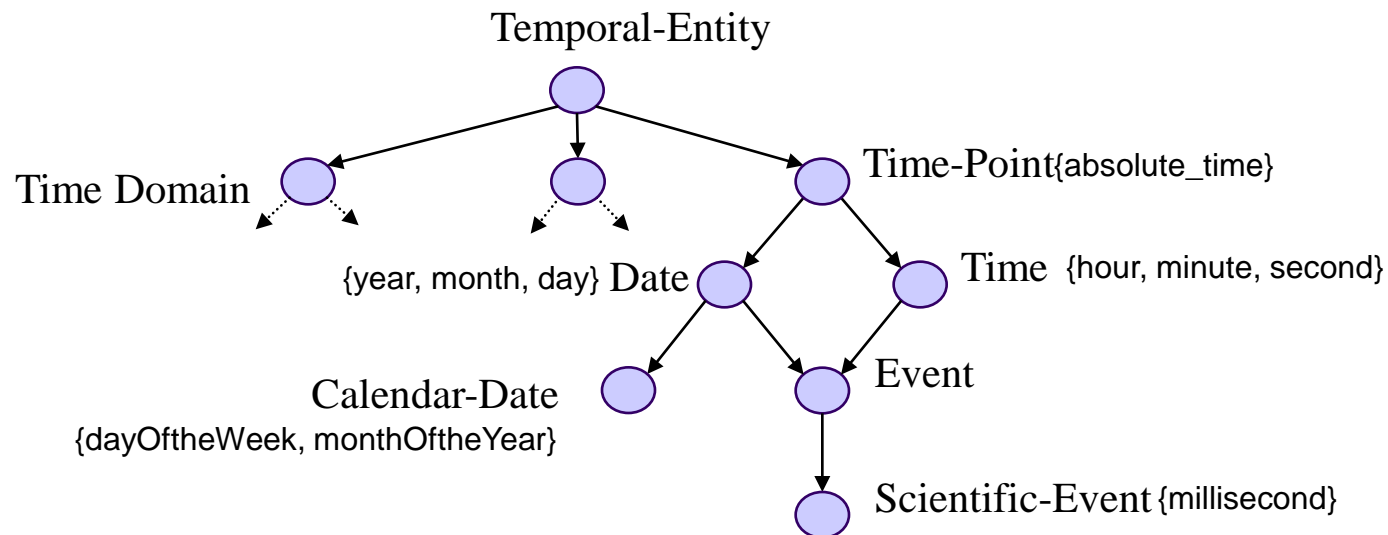 Temporal-Entity
Time Domain
Time-Point{absolute_time}
{year, month, day} Date
Time {hour, minute, second}
Calendar-Date
{dayOftheWeek, monthOftheYear}
Event
Scientific-Event {millisecond}